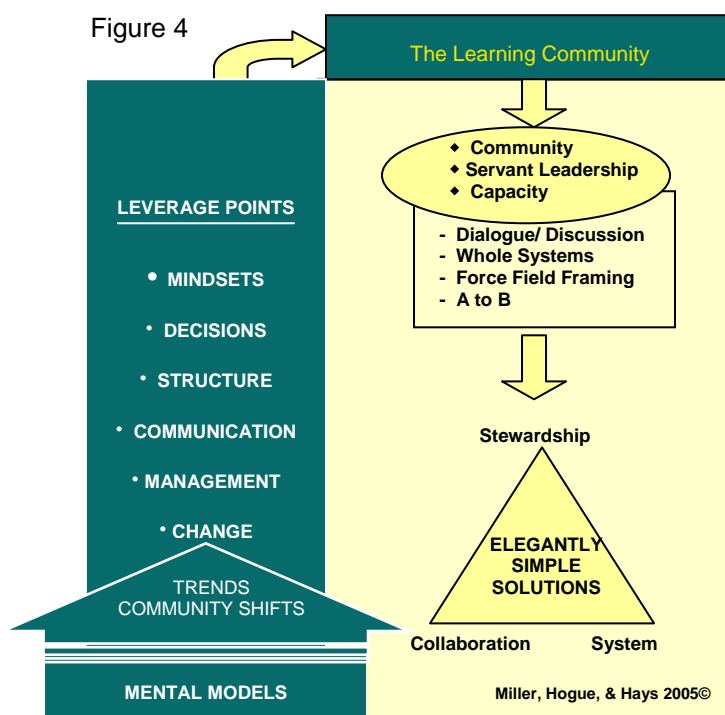 Figure 4
The Learning Community
◆ Community
◆ Servant Leadership
◆ Capacity
- Dialogue/ Discussion
- Whole Systems
- Force Field Framing
- A to B
LEVERAGE POINTS
• MINDSETS
• DECISIONS
• STRUCTURE
• COMMUNICATION
• MANAGEMENT
• CHANGE
TRENDS
COMMUNITY SHIFTS
MENTAL MODELS
Stewardship
ELEGANTLY
SIMPLE
SOLUTIONS
Collaboration
System
Miller, Hogue, & Hays 2005©